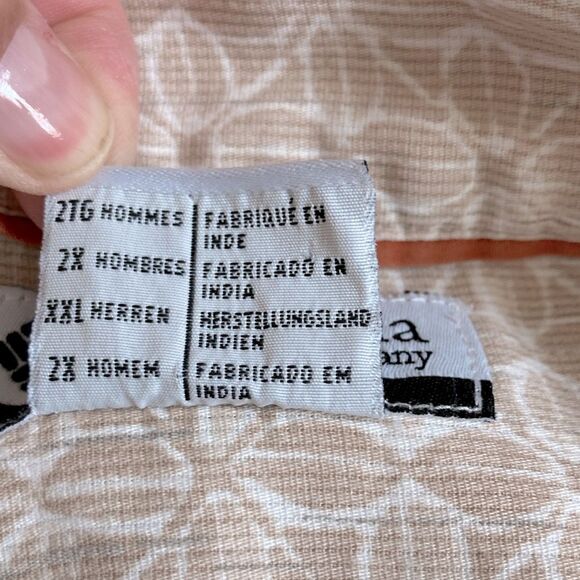 2TG HOMMES
FABRIQUÉ EN
INDE
2X HOMBRES
FABRICADO EN
INDIA
XXL HERREN
HERSTELLUNGSLAND
INDIEN
2X HOMEM
FABRICADO EM
INDIA